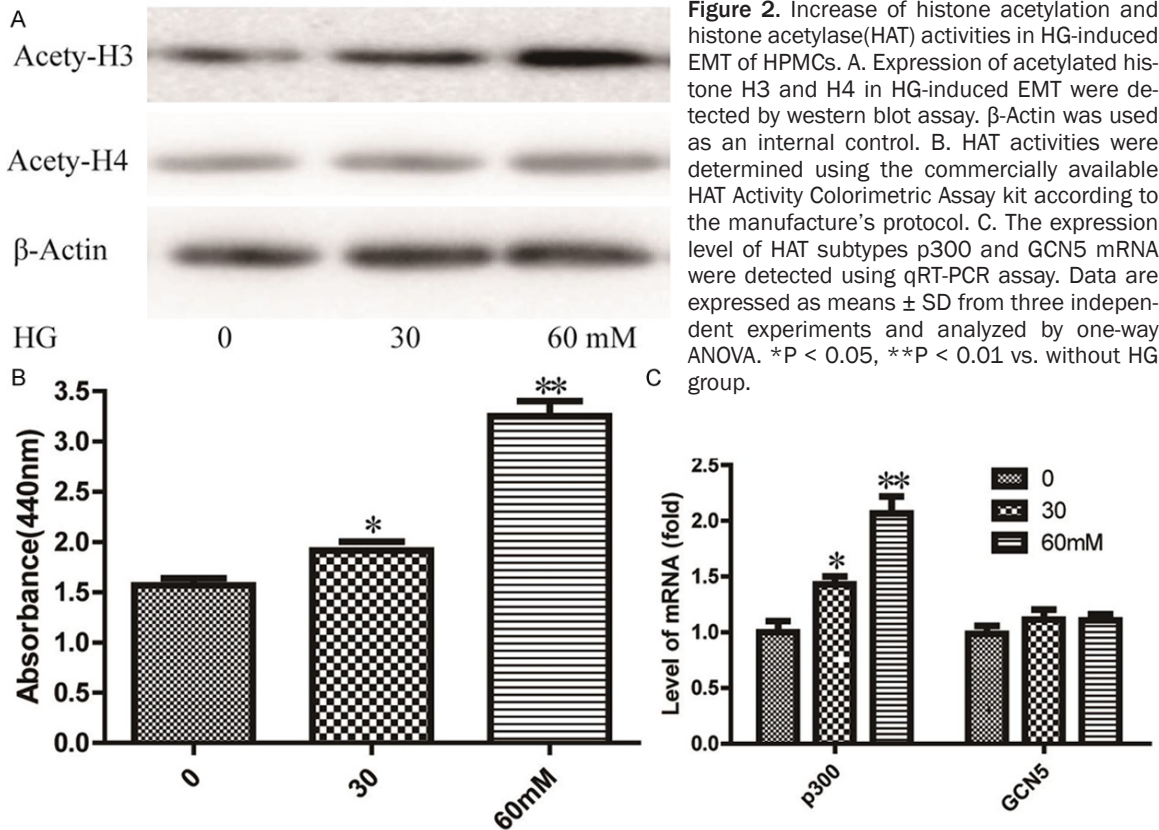 A
Acety-H3
Acety-H4
β-Actin
HG 0 30 60 mM
Figure 2. Increase of histone acetylation and
histone acetylase(HAT) activities in HG-induced
EMT of HPMCs. A. Expression of acetylated his-
tone H3 and H4 in HG-induced EMT were de-
tected by western blot assay. β-Actin was used
as an internal control. B. HAT activities were
determined using the commercially available
HAT Activity Colorimetric Assay kit according to
the manufacture's protocol. C. The expression
level of HAT subtypes p300 and GCN5 mRNA
were detected using qRT-PCR assay. Data are
expressed as means ± SD from three indepen-
dent experiments and analyzed by one-way
ANOVA. *P < 0.05, **P < 0.01 vs. without HG
group.
B
Absorbance(440nm)
3.5
3.0
2.5
2.0
1.5
1.0
0.5
0.0
*
**
0
30
60mM
C
Level of mRNA (fold)
2.5
2.0
1.5
1.0
0.5
0.0
*
**
0
30
60mM
p300
GCN5